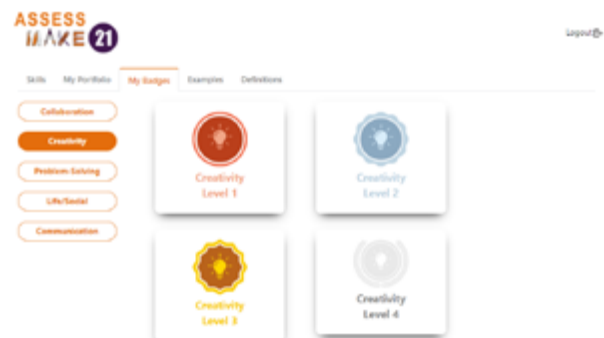 ASSESS
MAKE 21
Logout
Skills My Portfolio My Badges Examples Definitions
Collaboration
Creativity
Problem-Solving
Life/Social
Communication
Creativity
Level 1
Creativity
Level 2
Creativity
Level 3
Creativity
Level 4